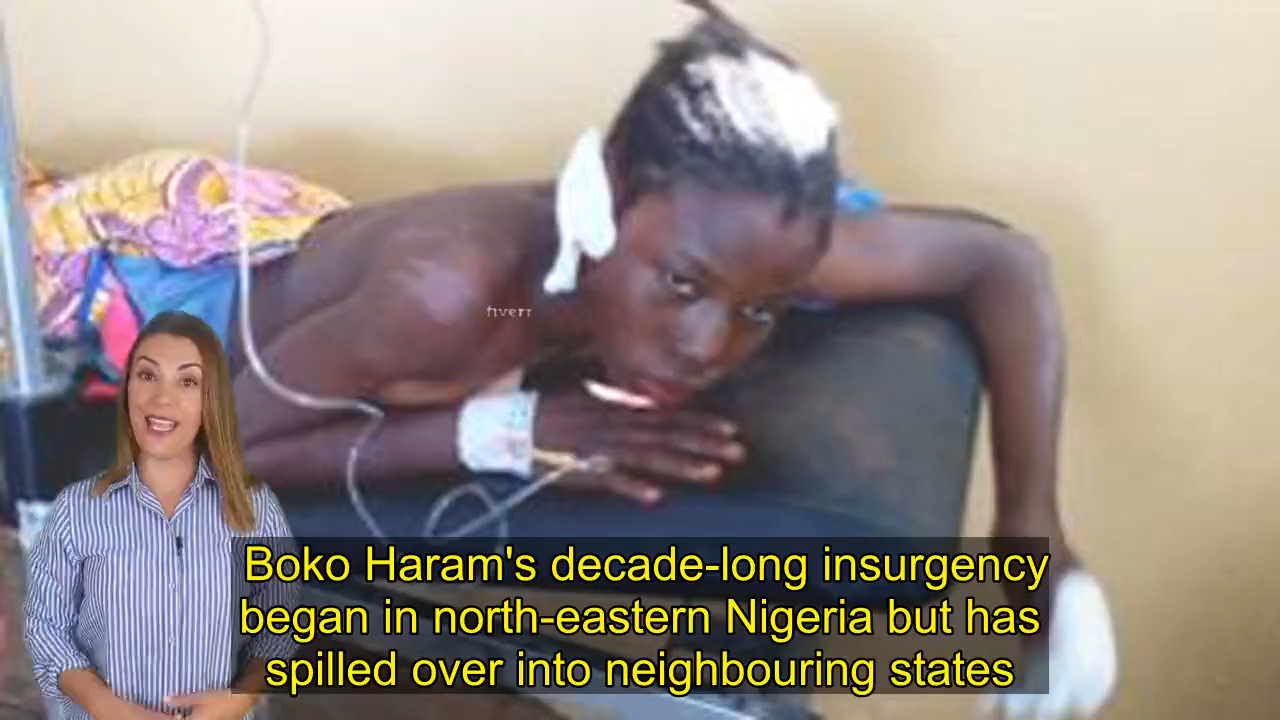 fiverr
Boko Haram's decade-long insurgency
began in north-eastern Nigeria but has
spilled over into neighbouring states